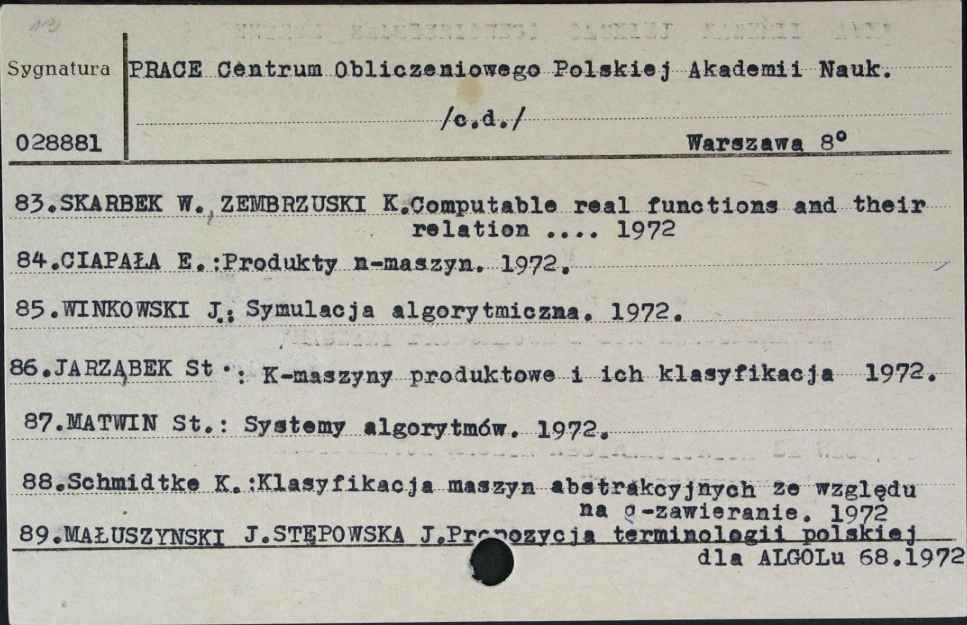 Sygnatura PRACE Centrum Obliczeniowego Polskiej Akademii Nauk.
/c.d./
028881 Warszawa 8°
83.SKARBEK W., ZEMBRZUSKI K.Computable real functions and their
relation .... 1972
84.CIAPAŁA E.:Produkty n-maszyn. 1972.
85.WINKOWSKI J.: Symulacja algorytmiczna. 1972.
86.JARZĄBEK St.: K-maszyny produktowe i ich klasyfikacja 1972.
87.MATWIN St.: Systemy algorytmów. 1972.
88.Schmidtke K.:Klasyfikacja maszyn abstrakcyjnych ze względu
na g-zawieranie. 1972
89.MAŁUSZYNSKI J.STĘPOWSKA J.Propozycja terminologii polskiej
dla ALGOLu 68.1972